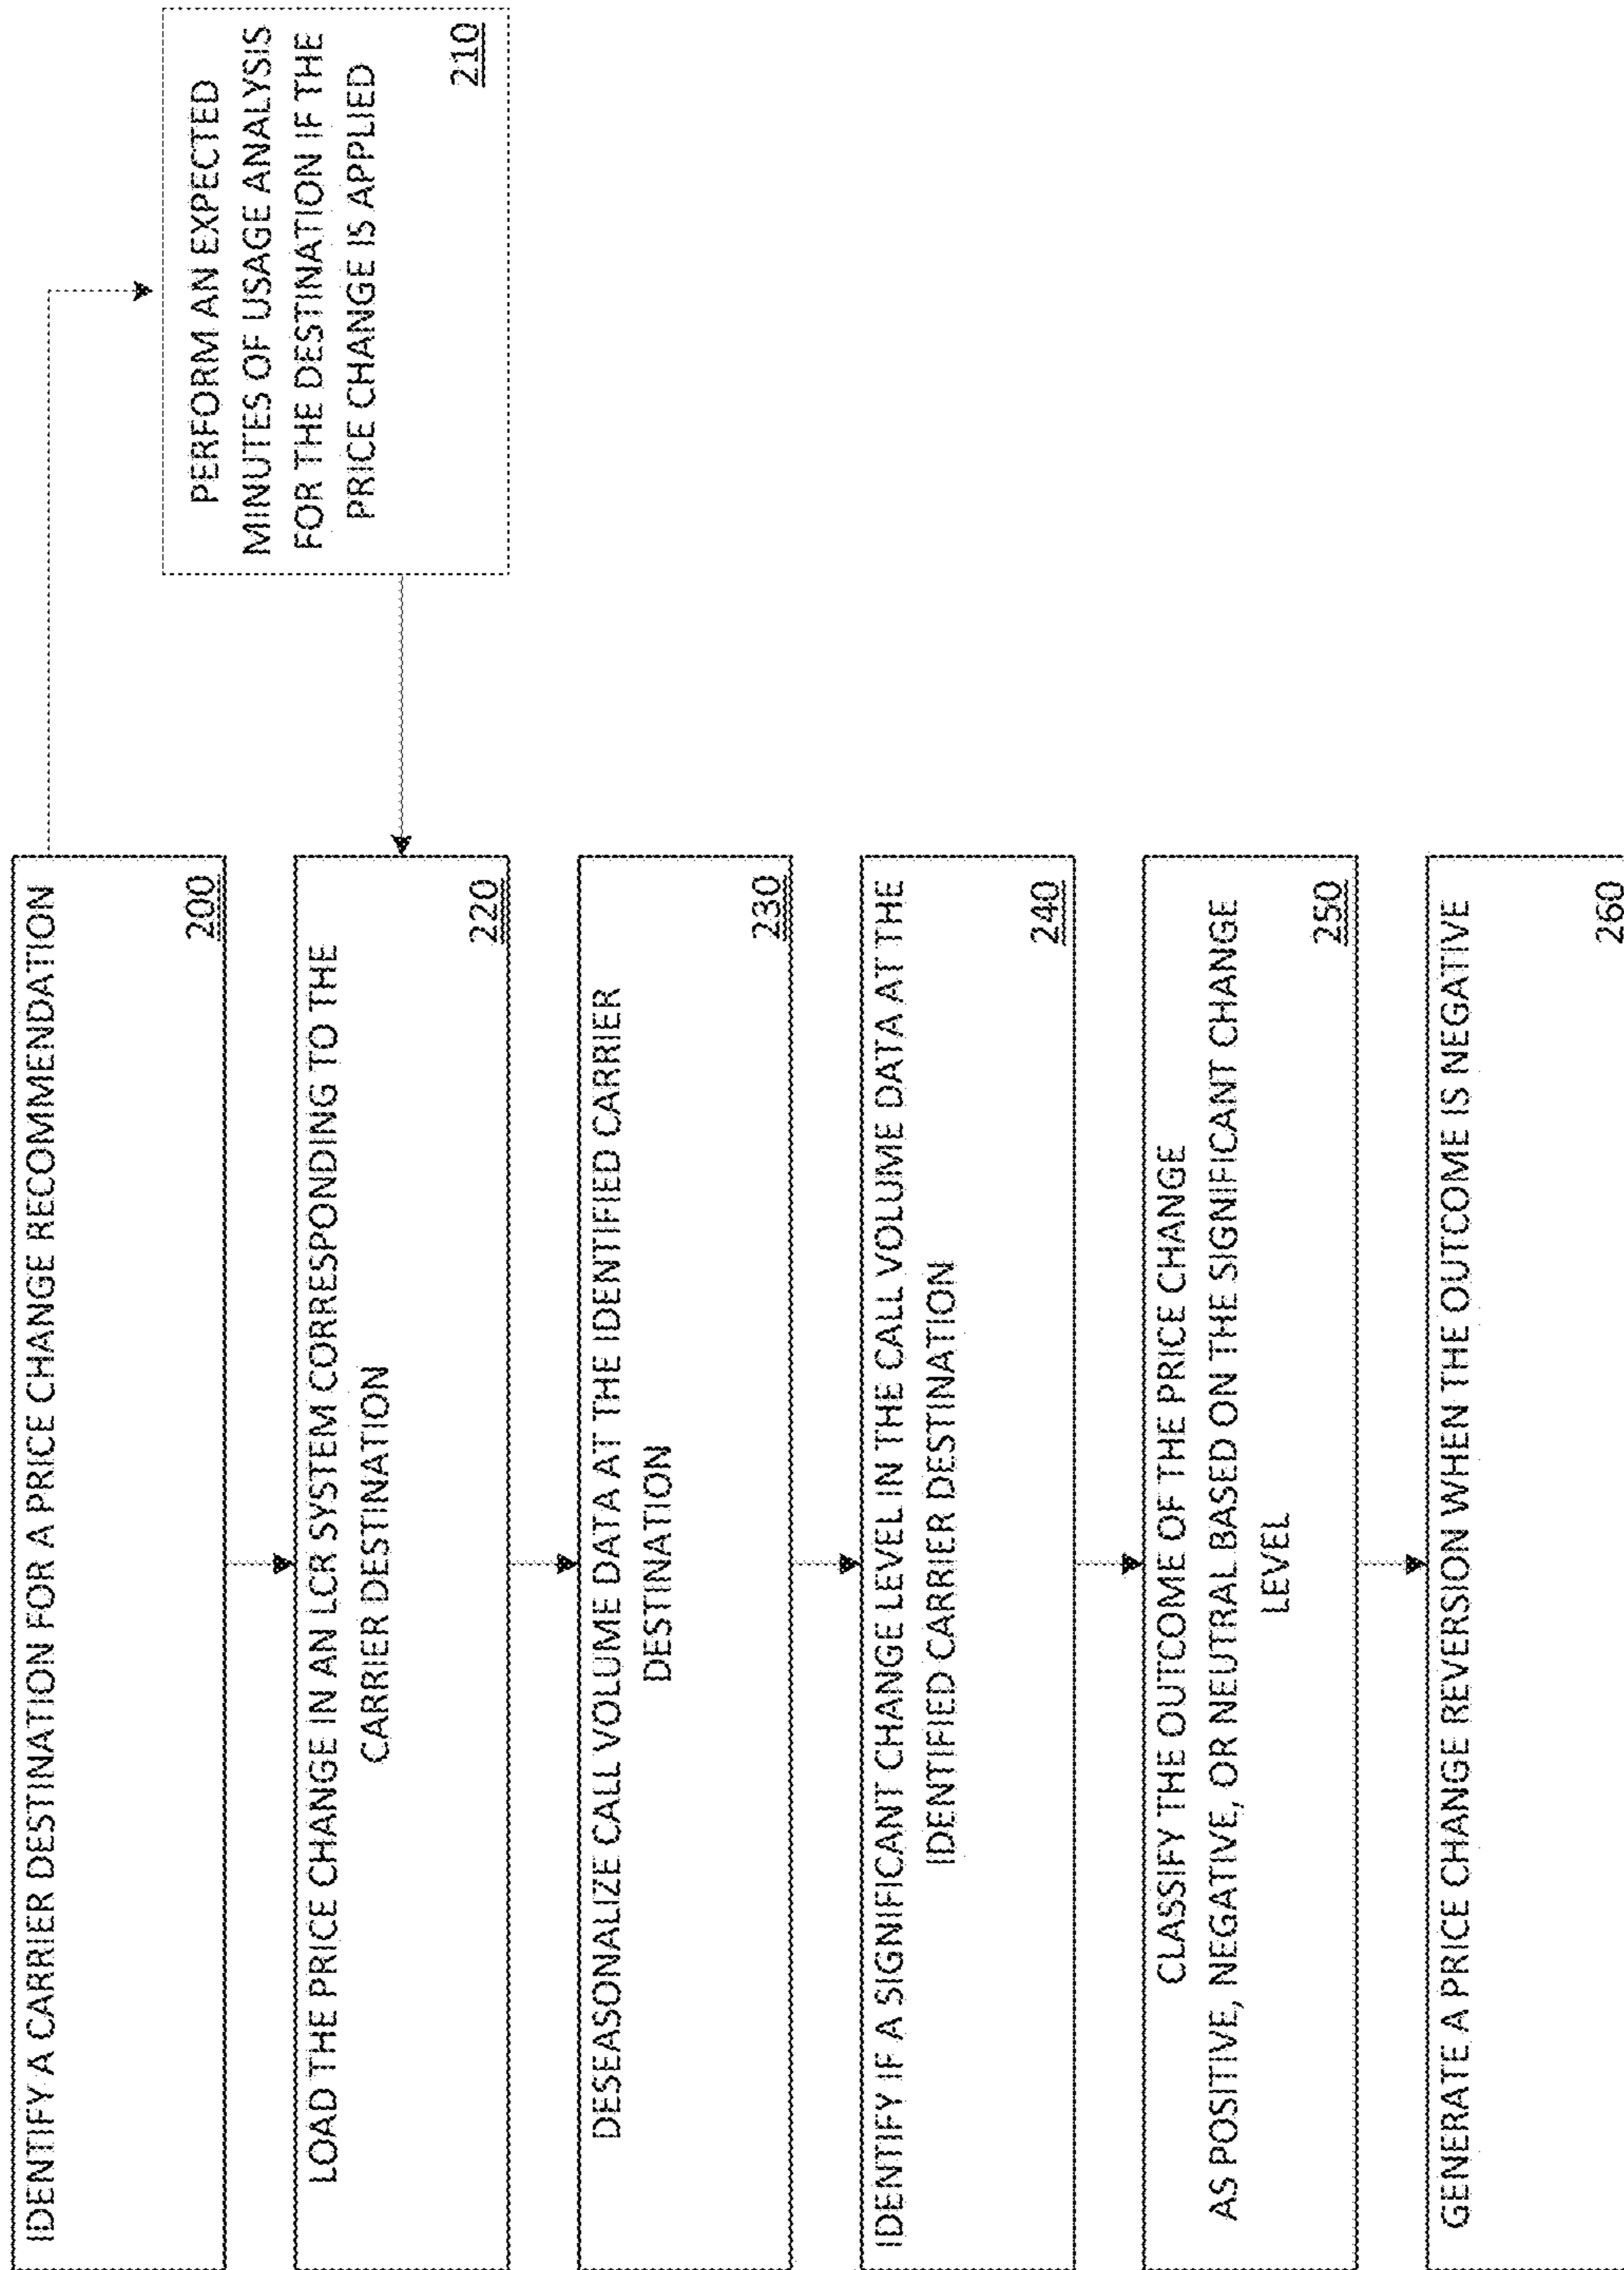 IDENTIFY A CARRIER DESTINATION FOR A PRICE CHANGE RECOMMENDATION
200
PERFORM AN EXPECTED
MINUTES OF USAGE ANALYSIS
FOR THE DESTINATION IF THE
PRICE CHANGE IS APPLIED
210
LOAD THE PRICE CHANGE IN AN LCR SYSTEM CORRESPONDING TO THE
CARRIER DESTINATION
220
DESEASONALIZE CALL VOLUME DATA AT THE IDENTIFIED CARRIER
DESTINATION
230
IDENTIFY IF A SIGNIFICANT CHANGE LEVEL IN THE CALL VOLUME DATA AT THE
IDENTIFIED CARRIER DESTINATION
240
CLASSIFY THE OUTCOME OF THE PRICE CHANGE
AS POSITIVE, NEGATIVE, OR NEUTRAL BASED ON THE SIGNIFICANT CHANGE
LEVEL
250
GENERATE A PRICE CHANGE REVERSION WHEN THE OUTCOME IS NEGATIVE
260